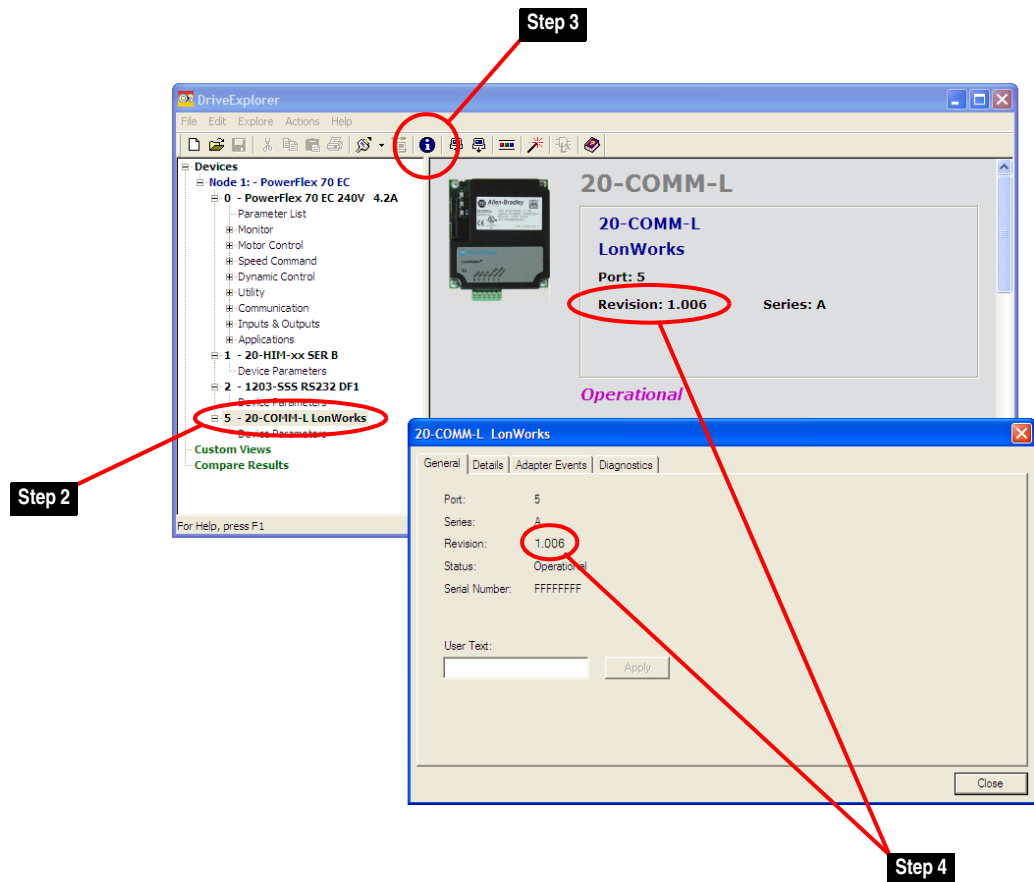 Step 3
DriveExplorer
File Edit Explore Actions Help
Devices
Node 1: - PowerFlex 70 EC
0 - PowerFlex 70 EC 240V 4.2A
Parameter List
Monitor
Motor Control
Speed Command
Dynamic Control
Utility
Communication
Inputs & Outputs
Applications
1 - 20-HIM-xx SER B
Device Parameters
2 - 1203-SSS RS232 DF1
Device Parameters
5 - 20-COMM-L LonWorks
Device Parameters
Custom Views
Compare Results
For Help, press F1
Allen-Bradley
20-COMM-L
20-COMM-L
LonWorks
Port: 5
Revision: 1.006 Series: A
Operational
Step 2
20-COMM-L LonWorks
General Details Adapter Events Diagnostics
Port: 5
Series: A
Revision: 1.006
Status: Operational
Serial Number: FFFFFFFF
User Text:
Apply
Close
Step 4